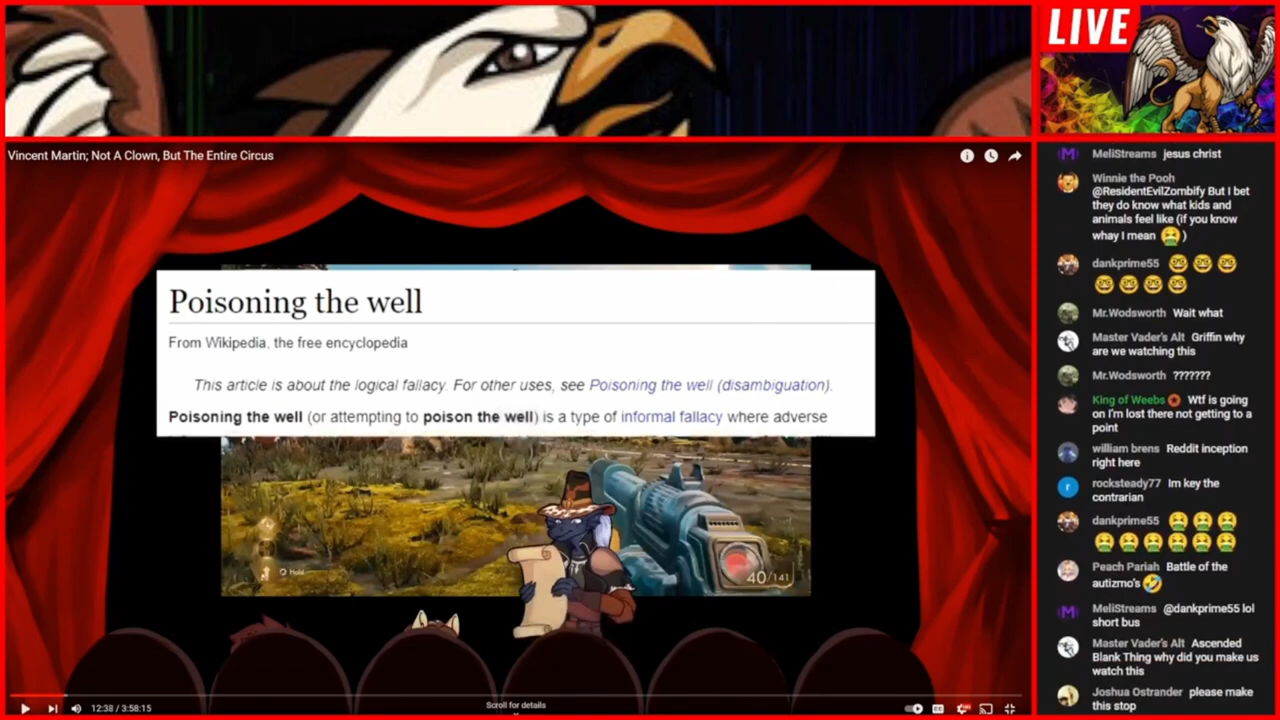 LIVE
Vincent Martin; Not A Clown, But The Entire Circus
Poisoning the well
From Wikipedia, the free encyclopedia
This article is about the logical fallacy. For other uses, see Poisoning the well (disambiguation).
Poisoning the well (or attempting to poison the well) is a type of informal fallacy where adverse
Hold
40/141
12:38 / 3:58:15
Scroll for details
MeliStreams jesus christ
Winnie the Pooh
@ResidentEvilZombify But I bet
they do know what kids and
animals feel like (if you know
whay I mean 🤮 )
dankprime55 🤓 🤓 🤓
🤓 🤓 🤓 🤓
Mr.Wodsworth Wait what
Master Vader's Alt Griffin why
are we watching this
Mr.Wodsworth ???????
King of Weebs Wtf is going
on I'm lost there not getting to a
point
william brens Reddit inception
right here
rocksteady77 Im key the
contrarian
dankprime55 🤮 🤮 🤮
🤮 🤮 🤮 🤮 🤮 🤮
Peach Pariah Battle of the
autizmo's 🤣
MeliStreams @dankprime55 lol
short bus
Master Vader's Alt Ascended
Blank Thing why did you make us
watch this
Joshua Ostrander please make
this stop